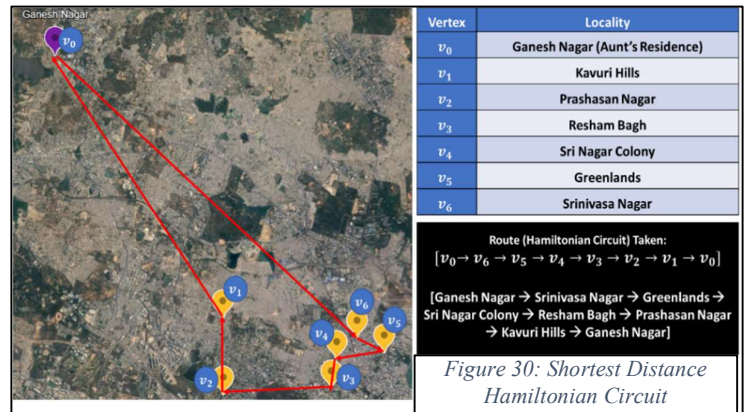 Ganesh Nagar
v0
v1
v2
v3
v4
v5
v6
Vertex Locality
v0 Ganesh Nagar (Aunt's Residence)
v1 Kavuri Hills
v2 Prashasan Nagar
v3 Resham Bagh
v4 Sri Nagar Colony
v5 Greenlands
v6 Srinivasa Nagar
Route (Hamiltonian Circuit) Taken:
[v0→ v6 → v5 → v4 → v3 → v2 → v1 → v0]
[Ganesh Nagar → Srinivasa Nagar → Greenlands →
Sri Nagar Colony → Resham Bagh → Prashasan Nagar
→ Kavuri Hills → Ganesh Nagar]
Figure 30: Shortest Distance
Hamiltonian Circuit